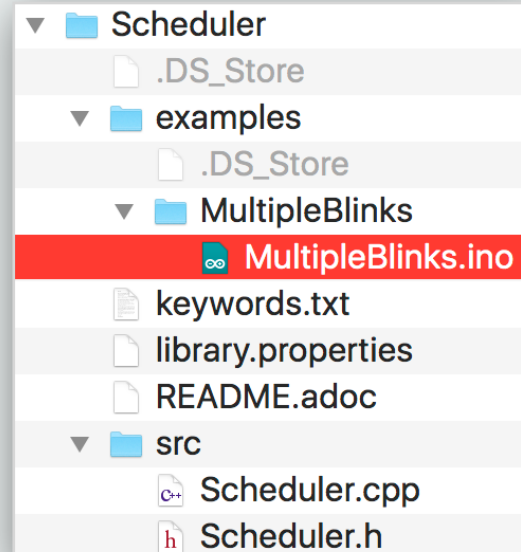 Scheduler
.DS_Store
examples
.DS_Store
MultipleBlinks
MultipleBlinks.ino
keywords.txt
library.properties
README.adoc
src
C++ Scheduler.cpp
h Scheduler.h